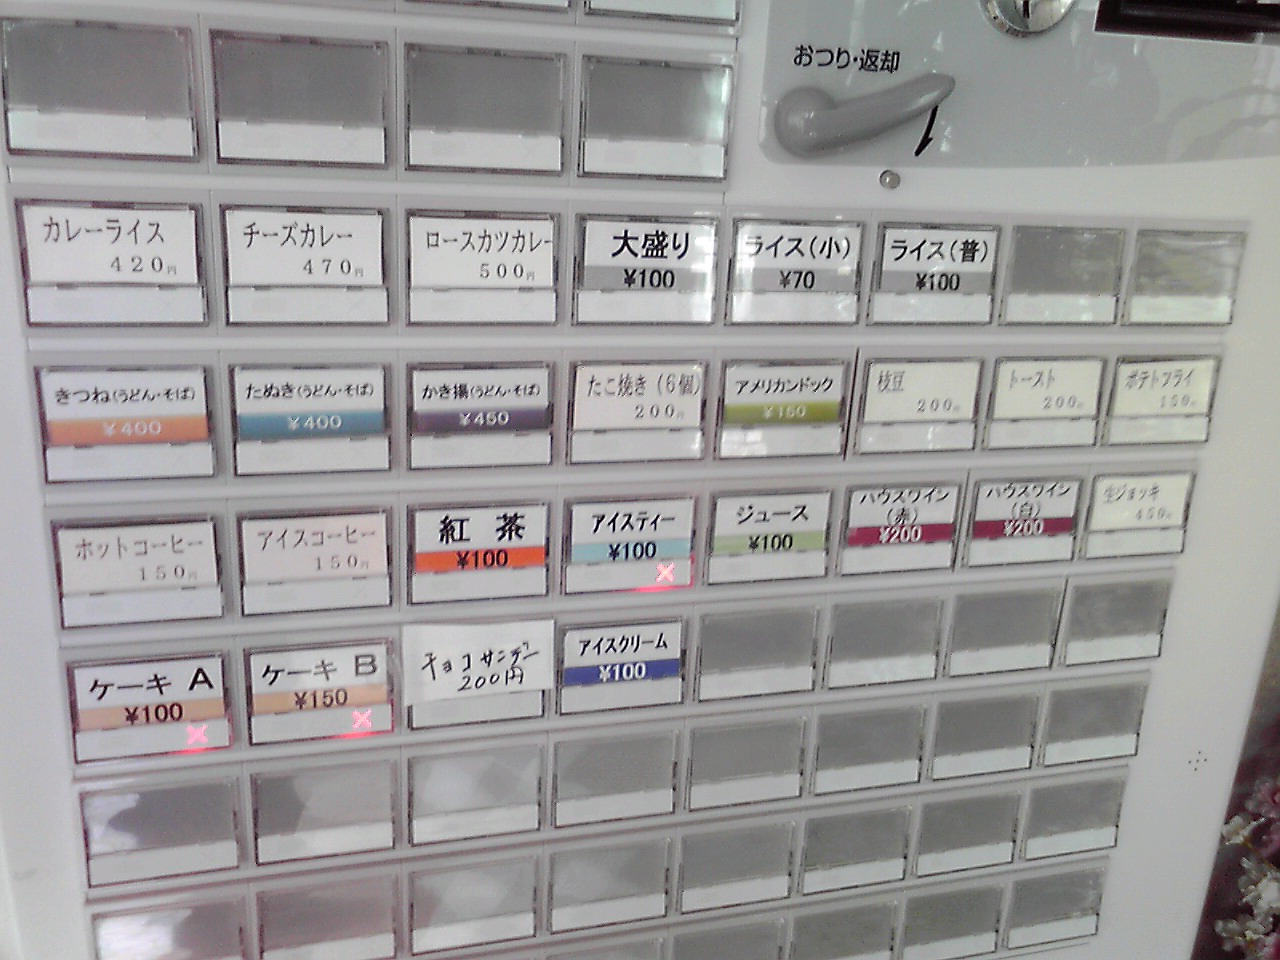 おつり・返却
カレーライス
420円
チーズカレー
470円
ロースカツカレー
500円
大盛り
¥100
ライス(小)
¥70
ライス(普)
¥100
きつね(うどん・そば)
¥400
たぬき(うどん・そば)
¥400
かき揚(うどん・そば)
¥450
たこ焼き(6個)
200円
アメリカンドック
¥150
枝豆
200円
トースト
200円
ポテトフライ
150円
ホットコーヒー
150円
アイスコーヒー
150円
紅 茶
¥100
アイスティー
¥100
ジュース
¥100
ハウスワイン
(赤)
¥200
ハウスワイン
(白)
¥200
生ジョッキ
450円
ケーキ A
¥100
ケーキ B
¥150
チョコサンデー
200円
アイスクリーム
¥100